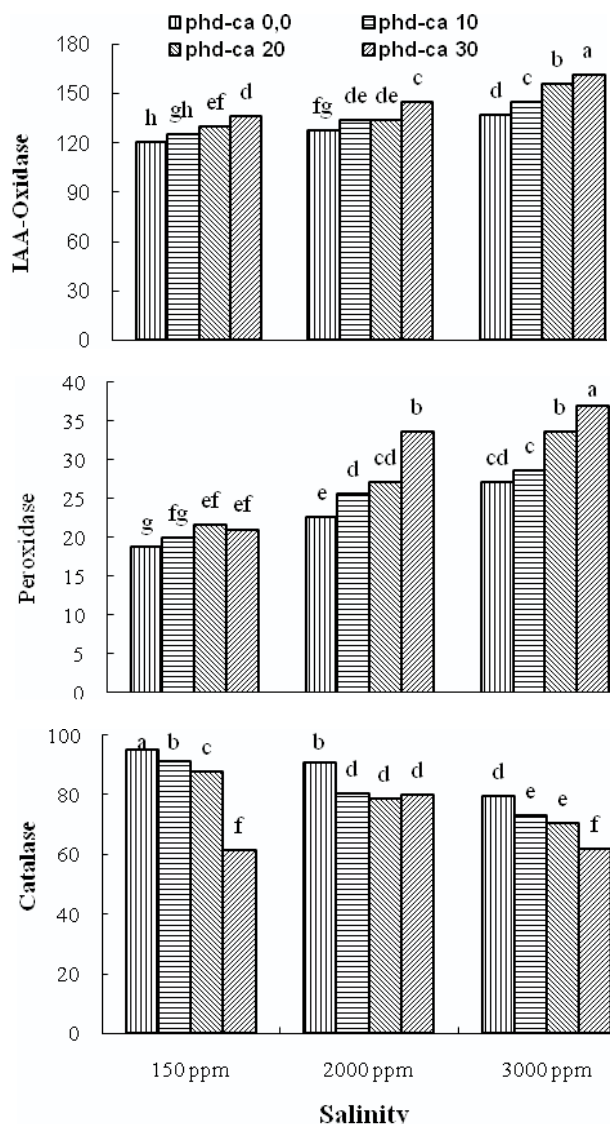 phd-ca 0,0 phd-ca 10
phd-ca 20 phd-ca 30
IAA-Oxidase
180
150
120
90
60
30
0
h gh ef d fg de de c d c b a
Peroxidase
40
35
30
25
20
15
10
5
0
g fg ef ef e d cd b cd c b a
Catalase
100
80
60
40
20
0
a b c f b d d d d e e f
150 ppm 2000 ppm 3000 ppm
Salinity